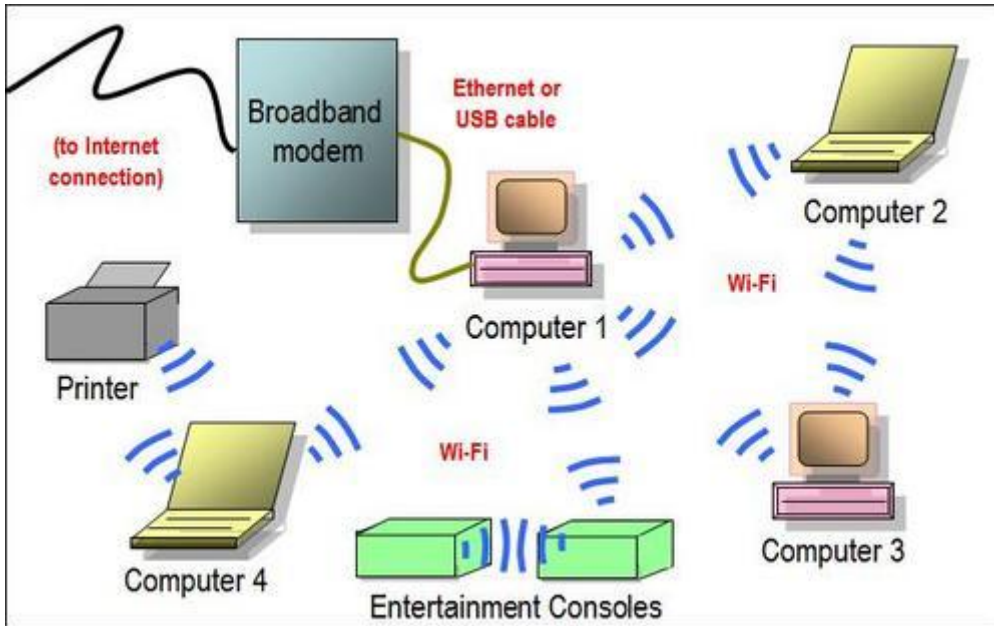 Broadband
modem
Ethernet or
USB cable
(to Internet
connection)
Computer 2
Wi-Fi
Computer 1
Printer
Wi-Fi
Computer 3
Computer 4
Entertainment Consoles